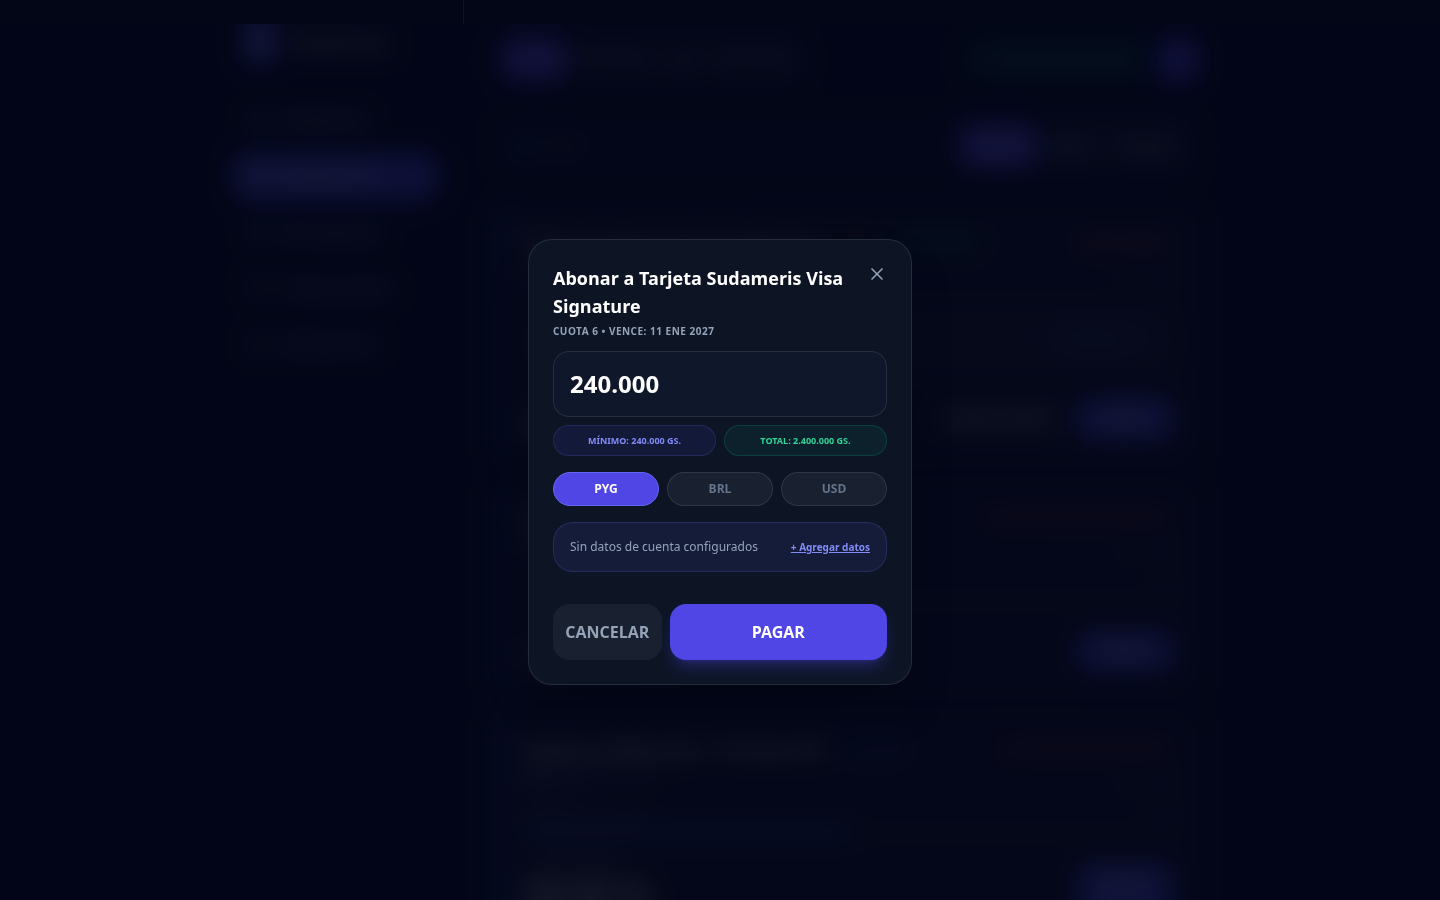 Abonar a Tarjeta Sudameris Visa
Signature
CUOTA 6 • VENCE: 11 ENE 2027
240.000
MÍNIMO: 240.000 GS.
TOTAL: 2.400.000 GS.
PYG
BRL
USD
Sin datos de cuenta configurados
+ Agregar datos
CANCELAR
PAGAR